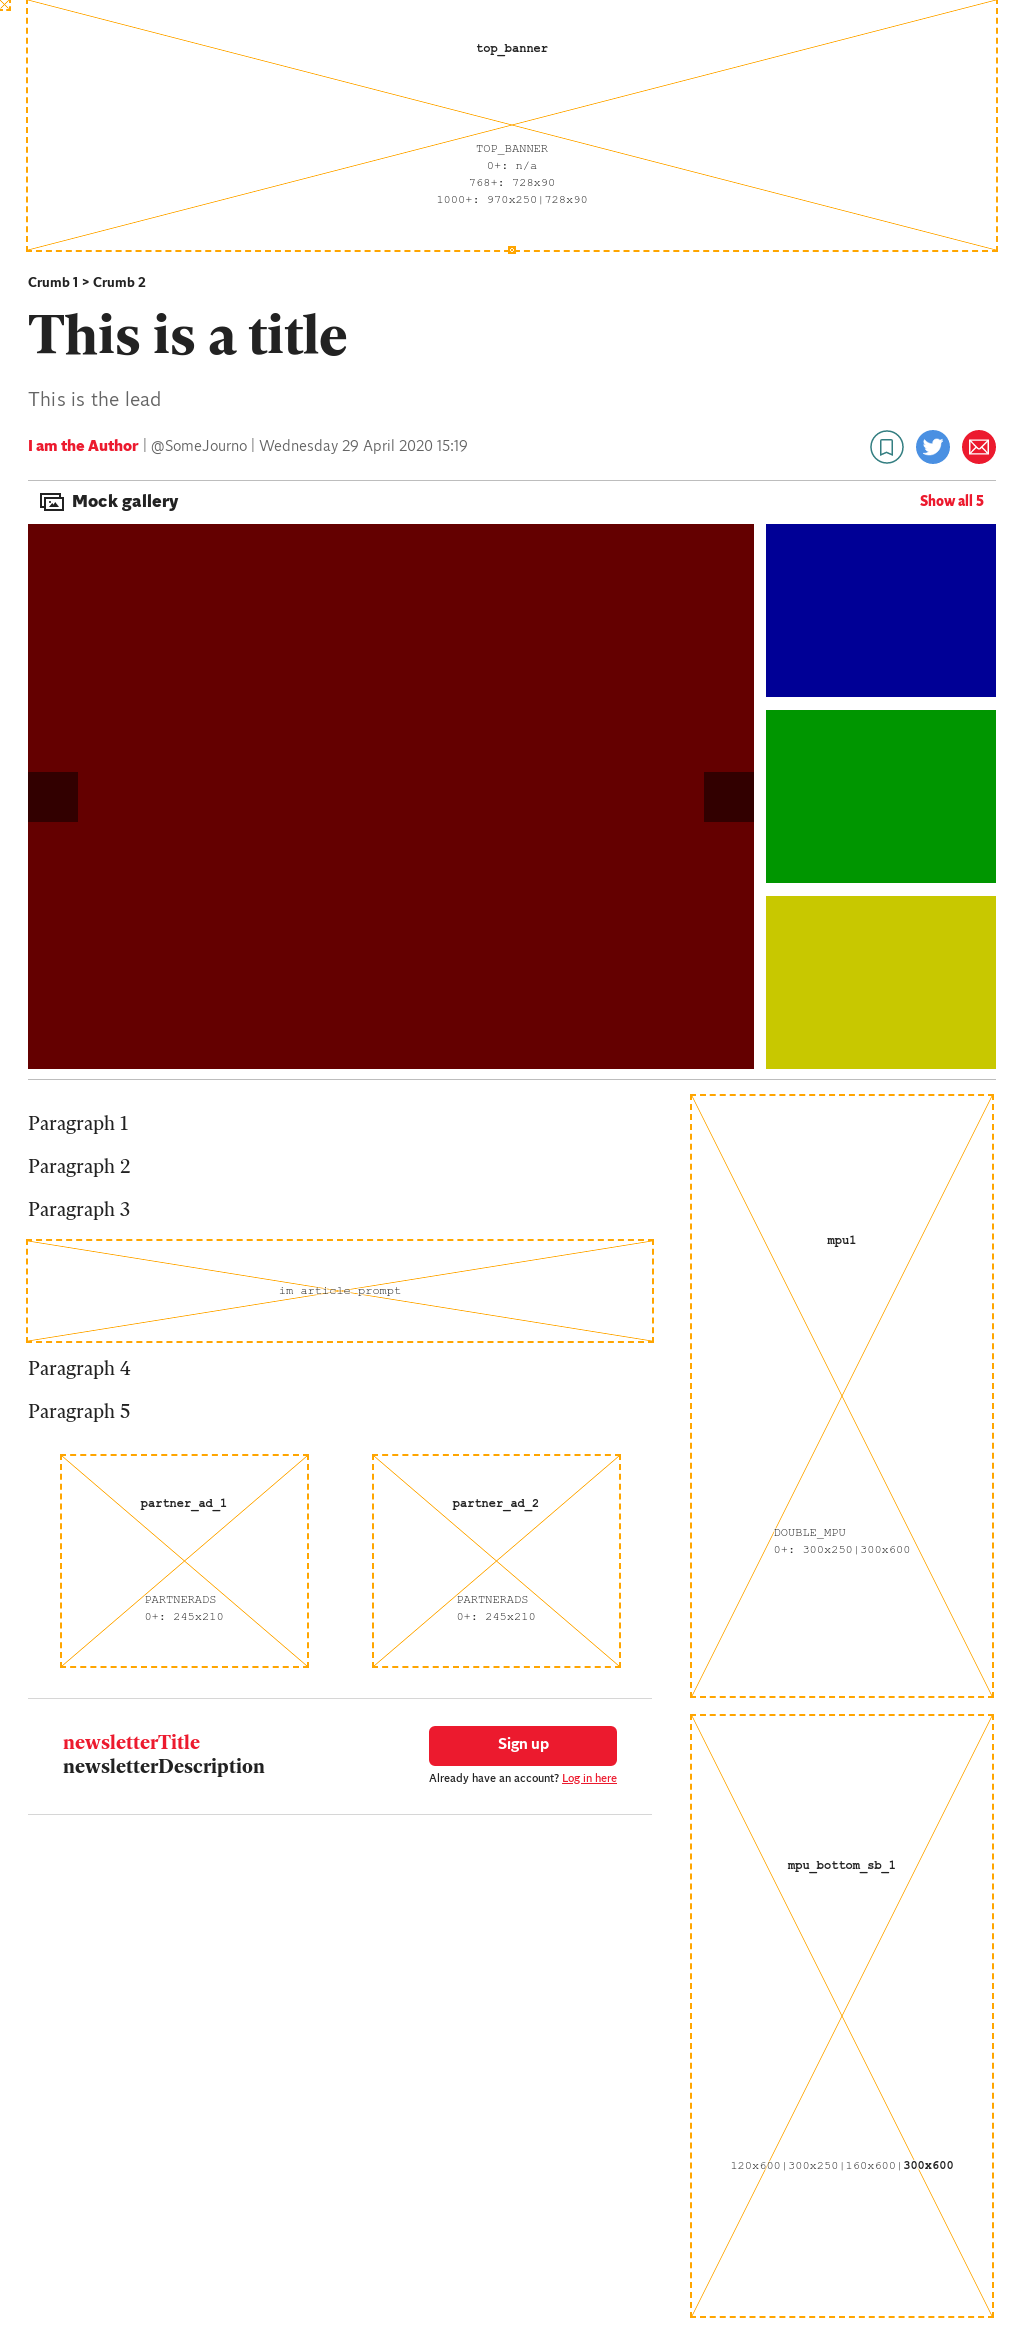 top_banner
TOP_BANNER
0+: n/a
768+: 728x90
1000+: 970x250|728x90
Crumb 1 > Crumb 2
This is a title
This is the lead
I am the Author | @SomeJourno | Wednesday 29 April 2020 15:19
Mock gallery
Show all 5
Paragraph 1
Paragraph 2
Paragraph 3
im article prompt
Paragraph 4
Paragraph 5
partner_ad_1
PARTNERADS
0+: 245x210
partner_ad_2
PARTNERADS
0+: 245x210
newsletterTitle
newsletterDescription
Sign up
Already have an account? Log in here
mpu1
DOUBLE_MPU
0+: 300x250|300x600
mpu_bottom_sb_1
120x600|300x250|160x600|300x600